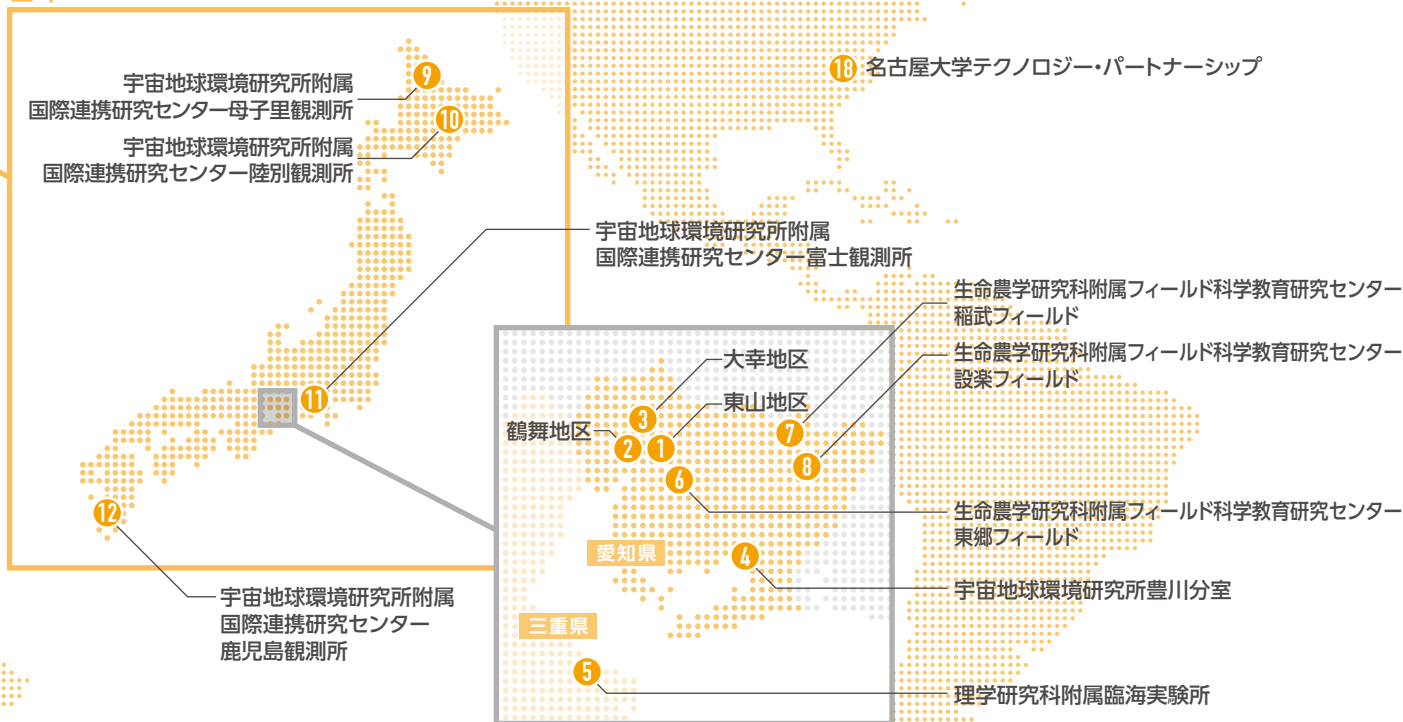 宇宙地球環境研究所附属
国際連携研究センター母子里観測所
9
宇宙地球環境研究所附属
国際連携研究センター陸別観測所
10
18 名古屋大学テクノロジー・パートナーシップ
宇宙地球環境研究所附属
国際連携研究センター富士観測所
11
12
宇宙地球環境研究所附属
国際連携研究センター
鹿児島観測所
生命農学研究科附属フィールド科学教育研究センター
稲武フィールド
生命農学研究科附属フィールド科学教育研究センター
設楽フィールド
大幸地区
東山地区
鶴舞地区
3
2
1
7
8
6
生命農学研究科附属フィールド科学教育研究センター
東郷フィールド
愛知県
4
宇宙地球環境研究所豊川分室
三重県
5
理学研究科附属臨海実験所